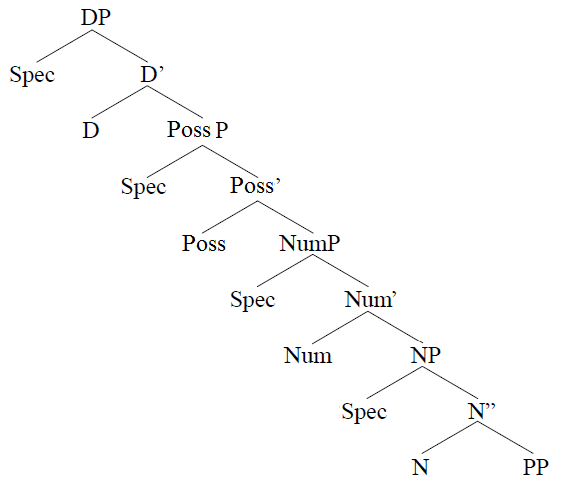 DP
Spec D’
D Poss P
Spec Poss’
Poss NumP
Spec Num’
Num NP
Spec N”
N PP